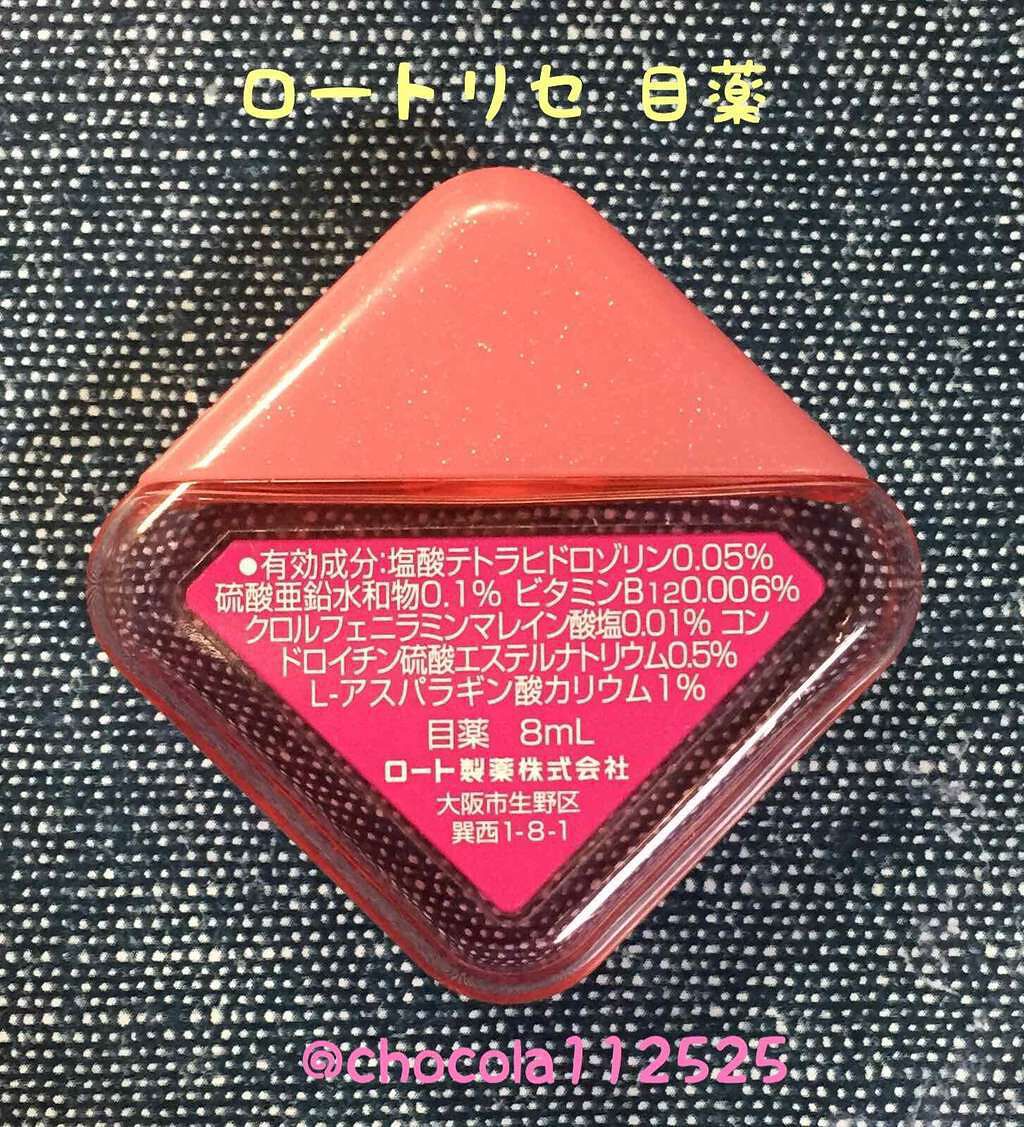 ロートリセ 目薬
●有効成分:塩酸テトラヒドロゾリン0.05%
硫酸亜鉛水和物0.1% ビタミンB12 0.006%
クロルフェニラミンマレイン酸塩0.01% コン
ドロイチン硫酸エステルナトリウム0.5%
L-アスパラギン酸カリウム1%
目薬 8mL
ロート製薬株式会社
大阪市生野区
巽西1-8-1
@chocola112525